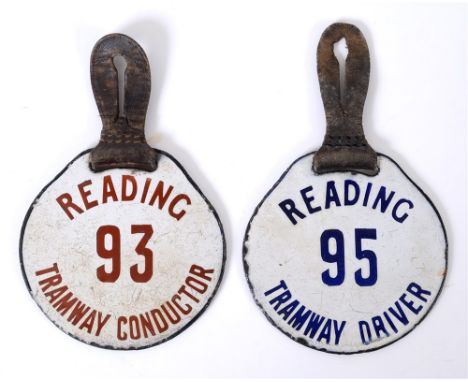 READING
93
TRAMWAY CONDUCTOR
READING
95
TRAMWAY DRIVER